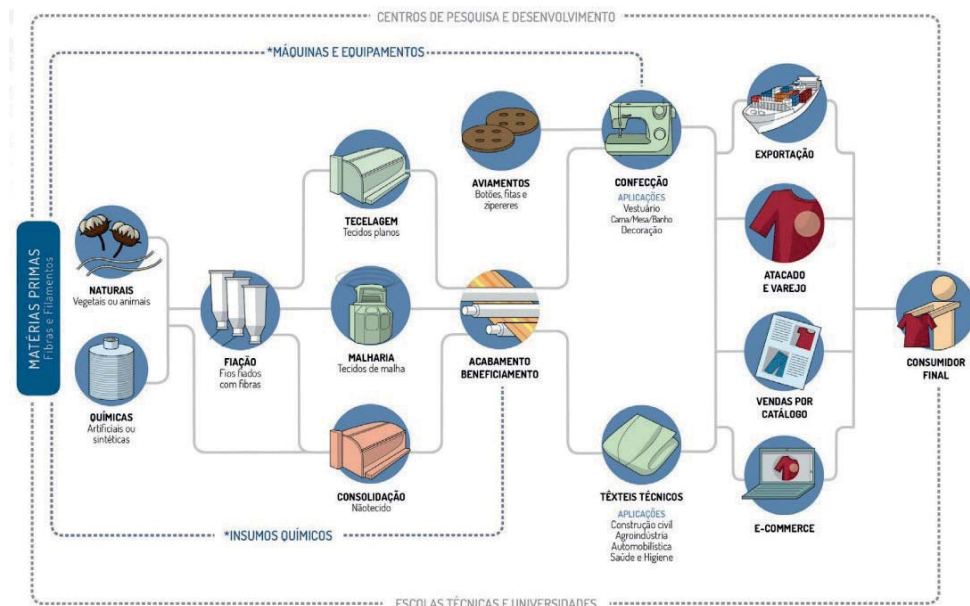 CENTROS DE PESQUISA E DESENVOLVIMENTO
*MÁQUINAS E EQUIPAMENTOS
MATÉRIAS PRIMAS
Fibras e Filamentos
NATURAIS
Vegetais ou animais
QUÍMICAS
Artificiais ou
sintéticas
FIAÇÃO
Fios fiados
com fibras
TECELAGEM
Tecidos planos
MALHARIA
Tecidos de malha
CONSOLIDAÇÃO
Nãotecido
AVIAMENTOS
Botões, fitas e
zipereres
ACABAMENTO
BENEFICIAMENTO
CONFECÇÃO
APLICAÇÕES
Vestuário
Cama/Mesa/Banho
Decoração
TÊXTEIS TÉCNICOS
APLICAÇÕES
Construção civil
Agroindústria
Automobilística
Saúde e Higiene
EXPORTAÇÃO
ATACADO
E VAREJO
VENDAS POR
CATÁLOGO
E-COMMERCE
CONSUMIDOR
FINAL
*INSUMOS QUÍMICOS
ESCOLAS TÉCNICAS E UNIVERSIDADES